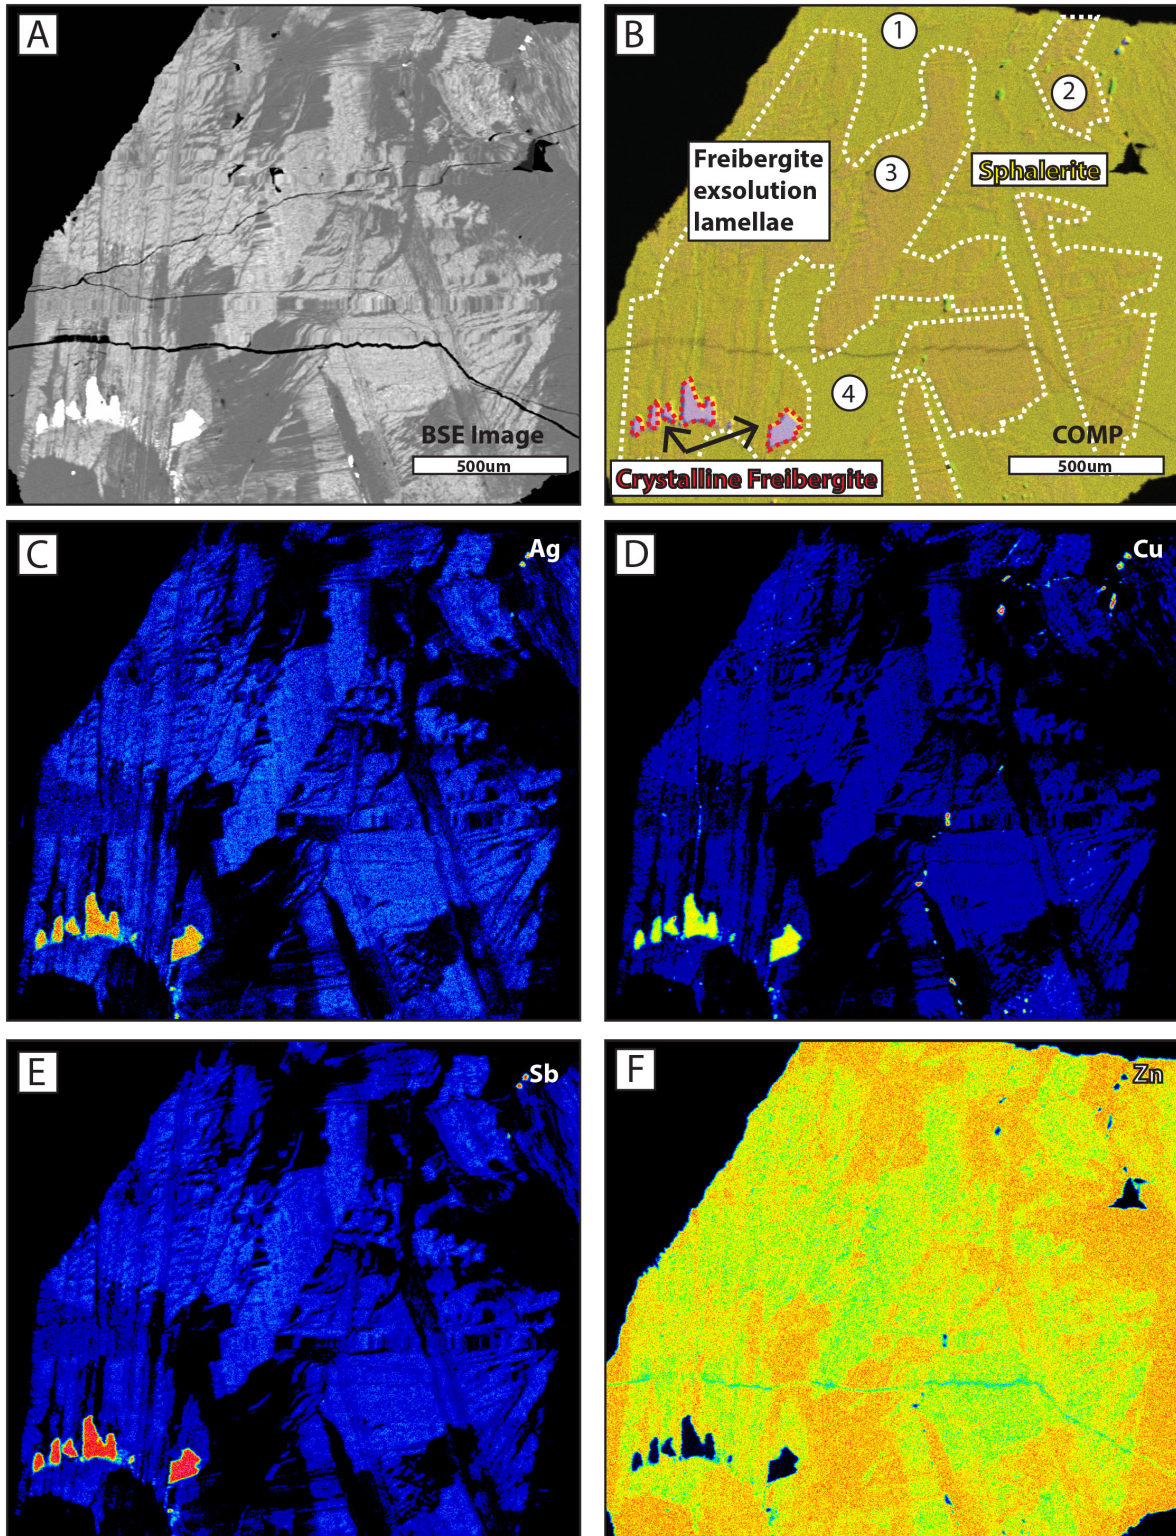 A
BSE Image
500um
B
1
2
Freibergite
exsolution
lamellae
3
Sphalerite
4
COMP
500um
Crystalline Freibergite
C
Ag
D
Cu
E
Sb
F
Zn